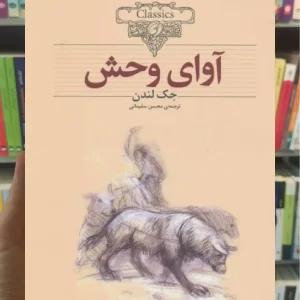 Classics
آوای وحش
جک لندن
ترجمه‌ی محسن سلیمانی